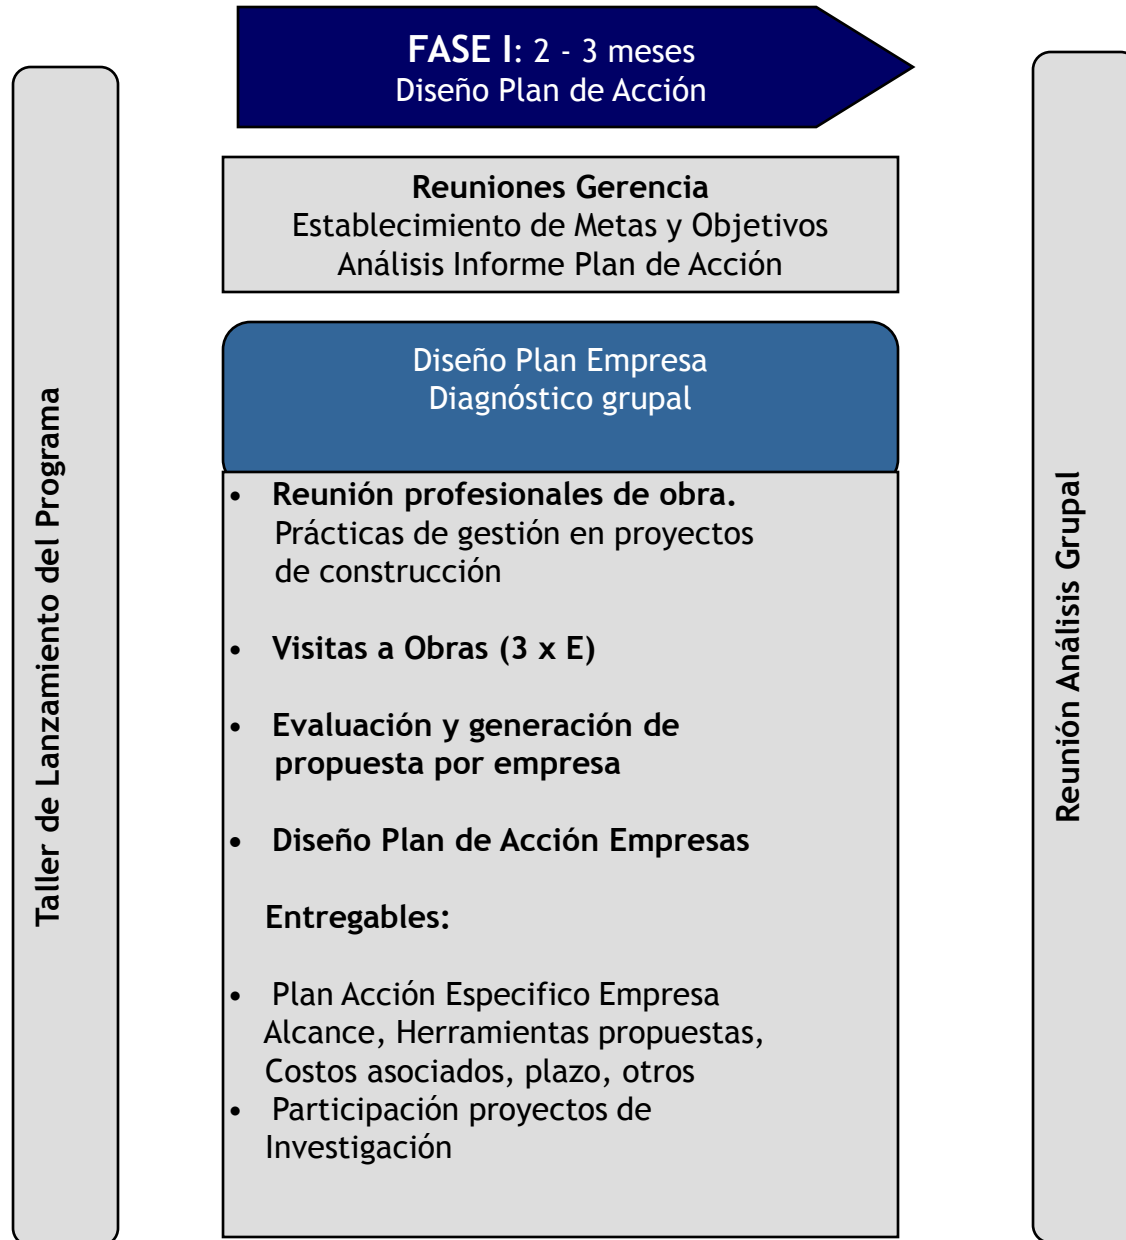 FASE I: 2 - 3 meses
Diseño Plan de Acción
Reuniones Gerencia
Establecimiento de Metas y Objetivos
Análisis Informe Plan de Acción
Taller de Lanzamiento del Programa
Diseño Plan Empresa
Diagnóstico grupal
• Reunión profesionales de obra.
Prácticas de gestión en proyectos
de construcción
• Visitas a Obras (3 x E)
• Evaluación y generación de
propuesta por empresa
• Diseño Plan de Acción Empresas
Entregables:
• Plan Acción Especifico Empresa
Alcance, Herramientas propuestas,
Costos asociados, plazo, otros
• Participación proyectos de
Investigación
Reunión Análisis Grupal